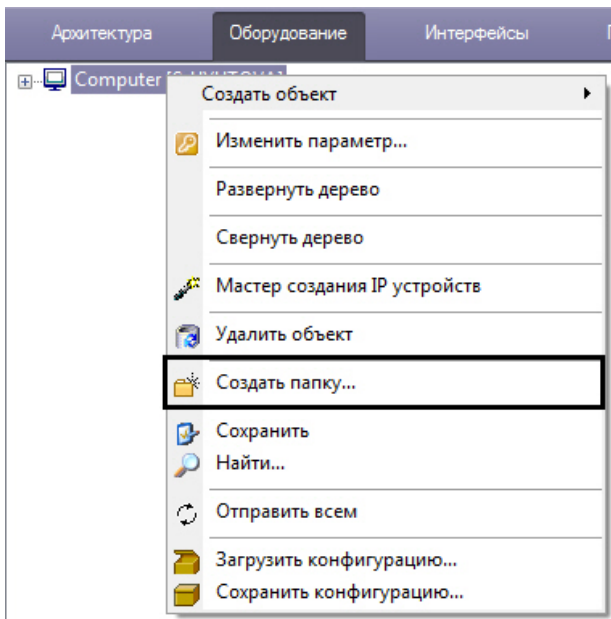 Архитектура Оборудование Интерфейсы
Computer
Создать объект
Изменить параметр...
Развернуть дерево
Свернуть дерево
Мастер создания IP устройств
Удалить объект
Создать папку...
Сохранить
Найти...
Отправить всем
Загрузить конфигурацию...
Сохранить конфигурацию...